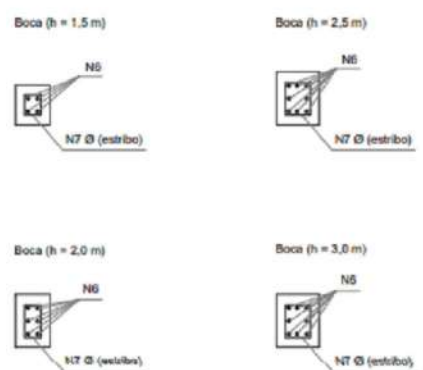 Boca (h = 1,5 m)
N6
N7 Ø (estribo)
Boca (h = 2,5 m)
N6
N7 Ø (estribo)
Boca (h = 2,0 m)
N6
N7 Ø (estribo)
Boca (h = 3,0 m)
N6
N7 Ø (estribo)